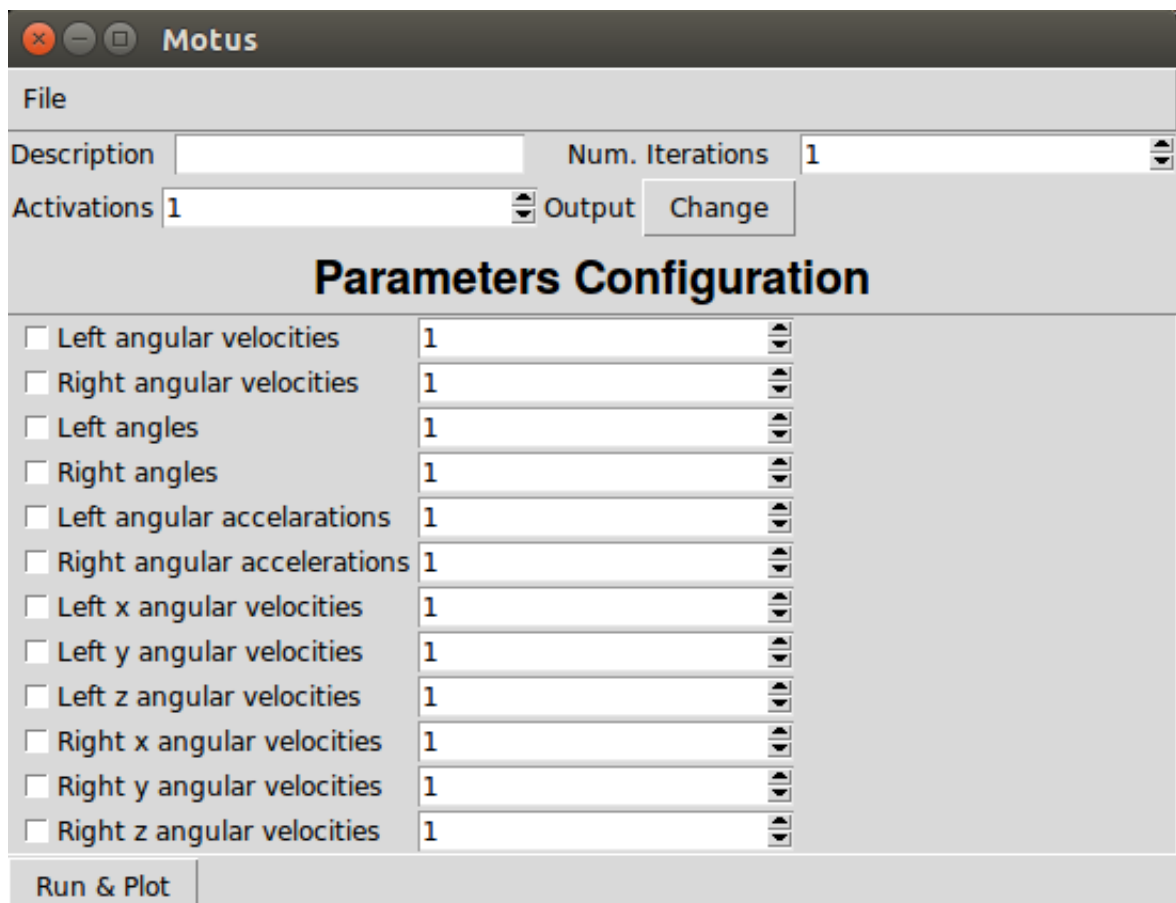 Motus
File
Description Num. Iterations 1
Activations 1 Output Change
Parameters Configuration
Left angular velocities 1
Right angular velocities 1
Left angles 1
Right angles 1
Left angular accelarations 1
Right angular accelerations 1
Left x angular velocities 1
Left y angular velocities 1
Left z angular velocities 1
Right x angular velocities 1
Right y angular velocities 1
Right z angular velocities 1
Run & Plot